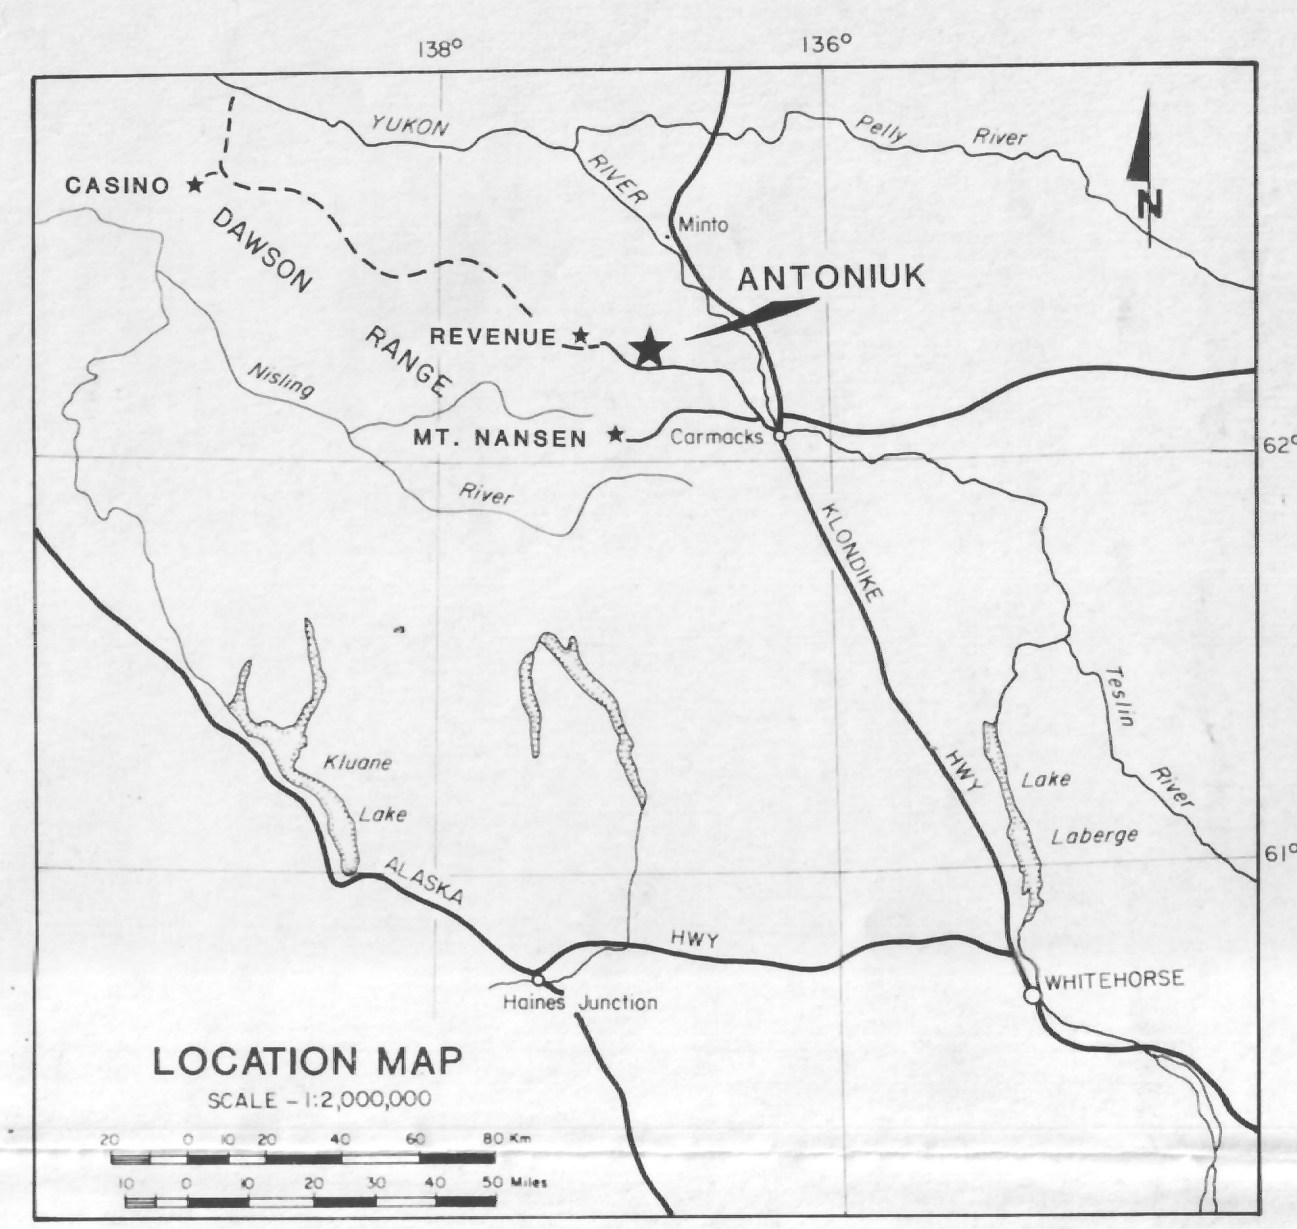 138° 136°
YUKON
Pelly River
RIVER
CASINO
N
DAWSON
Minto
ANTONIUK
REVENUE
RANGE
Nisling
MT. NANSEN
Carmacks
62°
River
KLONDIKE
Teslin
Kluane
HWY
Lake
River
Lake
Laberge
61°
ALASKA
HWY
WHITEHORSE
Haines Junction
LOCATION MAP
SCALE – 1:2,000,000
20 0 10 20 40 60 80 Km
10 0 10 20 30 40 50 Miles